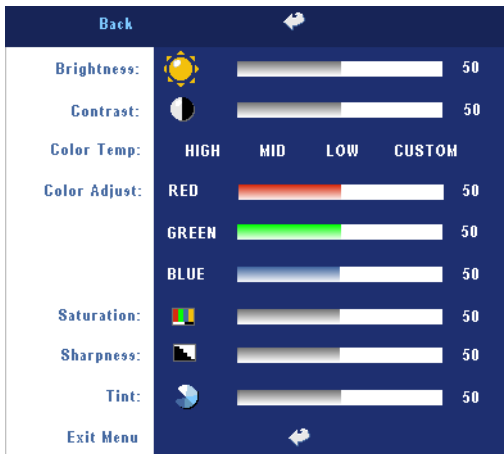 Back
Brightness: 50
Contrast: 50
Color Temp: HIGH MID LOW CUSTOM
Color Adjust: RED 50
GREEN 50
BLUE 50
Saturation: 50
Sharpness: 50
Tint: 50
Exit Menu